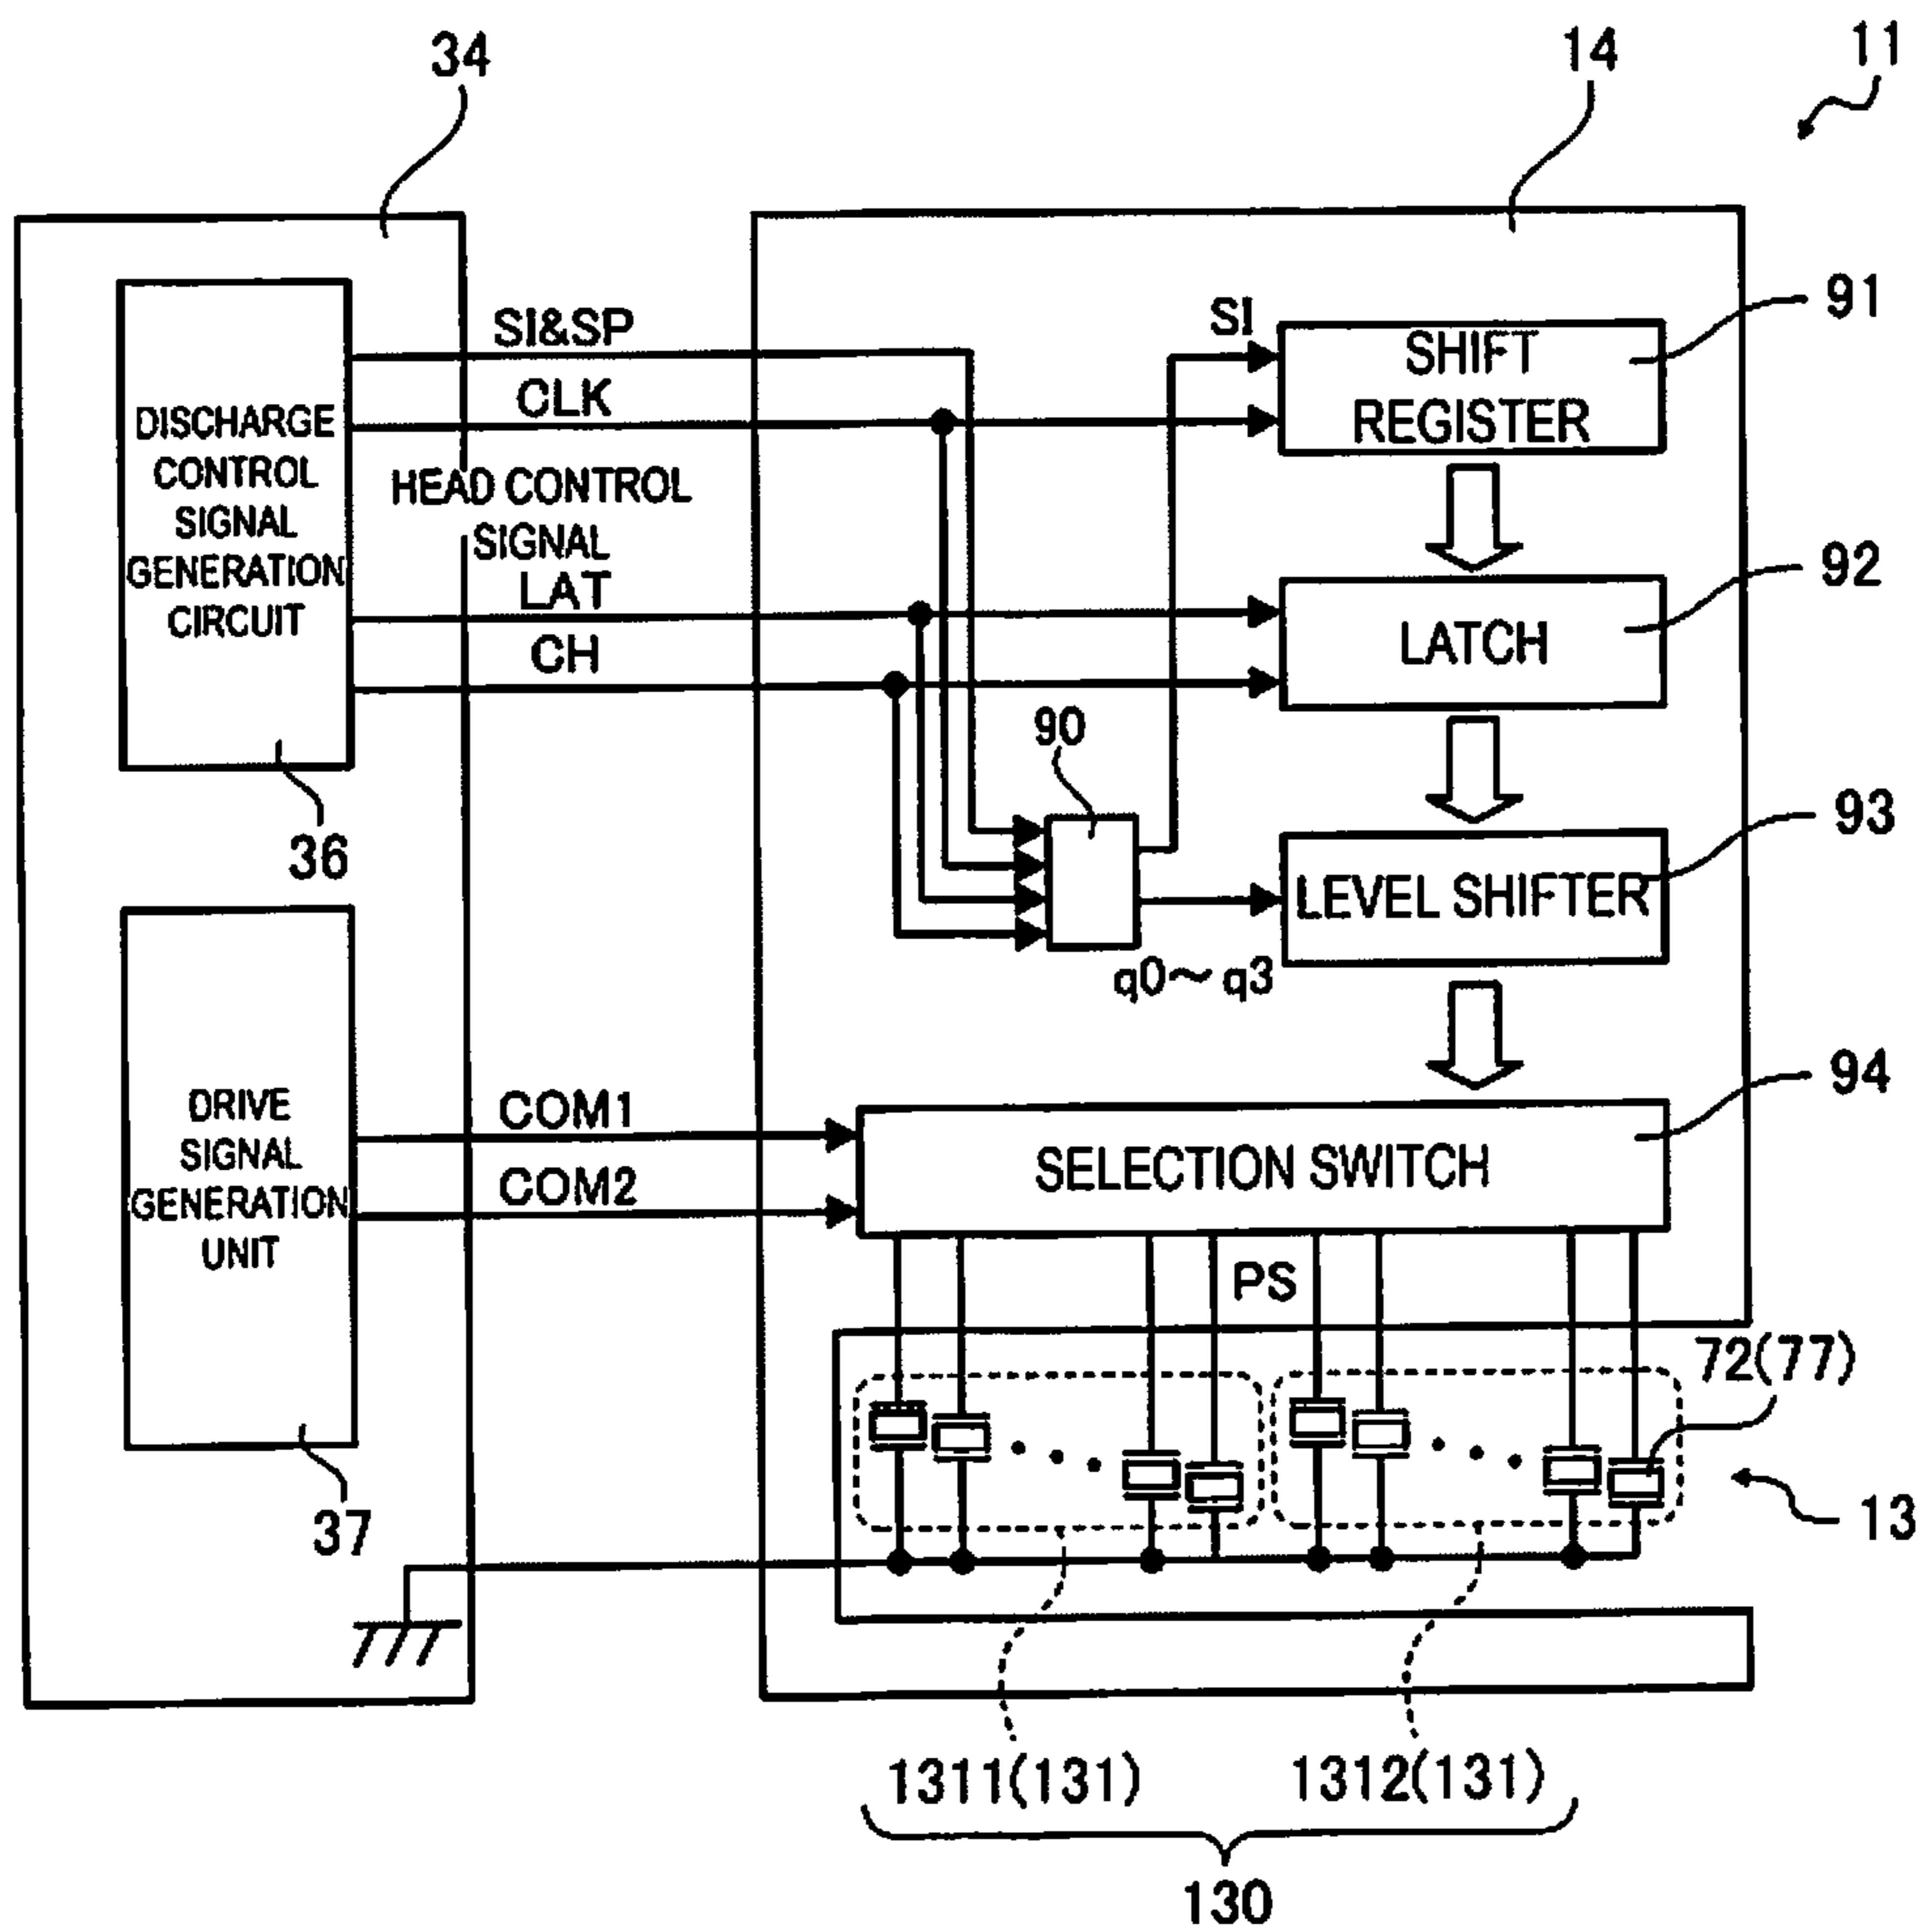 34
14
11
SI&SP
SI
91
SHIFT
REGISTER
CLK
DISCHARGE
CONTROL
SIGNAL
GENERATION
CIRCUIT
HEAD CONTROL
SIGNAL
LAT
CH
92
LATCH
90
36
93
LEVEL SHIFTER
q0～q3
94
DRIVE
SIGNAL
GENERATION
UNIT
COM1
COM2
SELECTION SWITCH
PS
72(77)
37
13
1311(131)
1312(131)
130